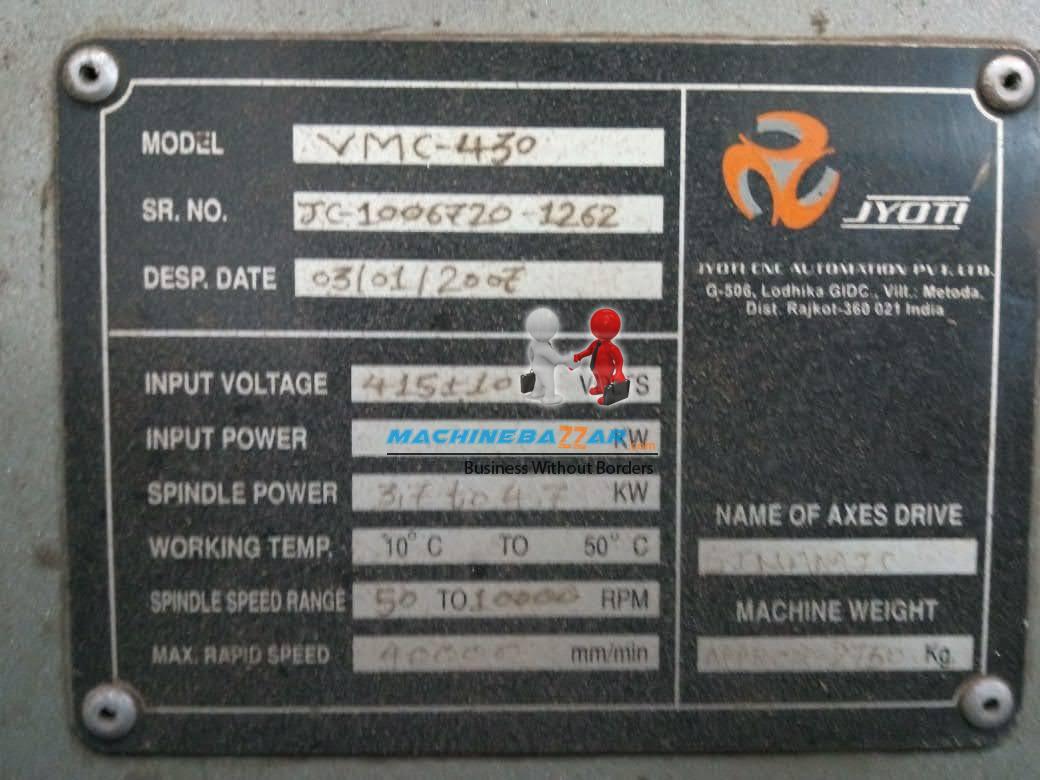 MODEL VMC-430
SR. NO. JC-1006720-1262
DESP. DATE 03/01/2007
JYOTI
JYOTI CNC AUTOMATION PVT. LTD.
G-506, Lodhika GIDC., Vill.: Metoda,
Dist. Rajkot-360 021 India
INPUT VOLTAGE 415±10 VOLTS
INPUT POWER KW
MACHINEBAZZAR.com
Business Without Borders
SPINDLE POWER 3.7 to 4.7 KW
WORKING TEMP. 10° C TO 50° C
SPINDLE SPEED RANGE 50 TO 10000 RPM
MAX. RAPID SPEED 40000 mm/min
NAME OF AXES DRIVE
MACHINE WEIGHT
Kg.